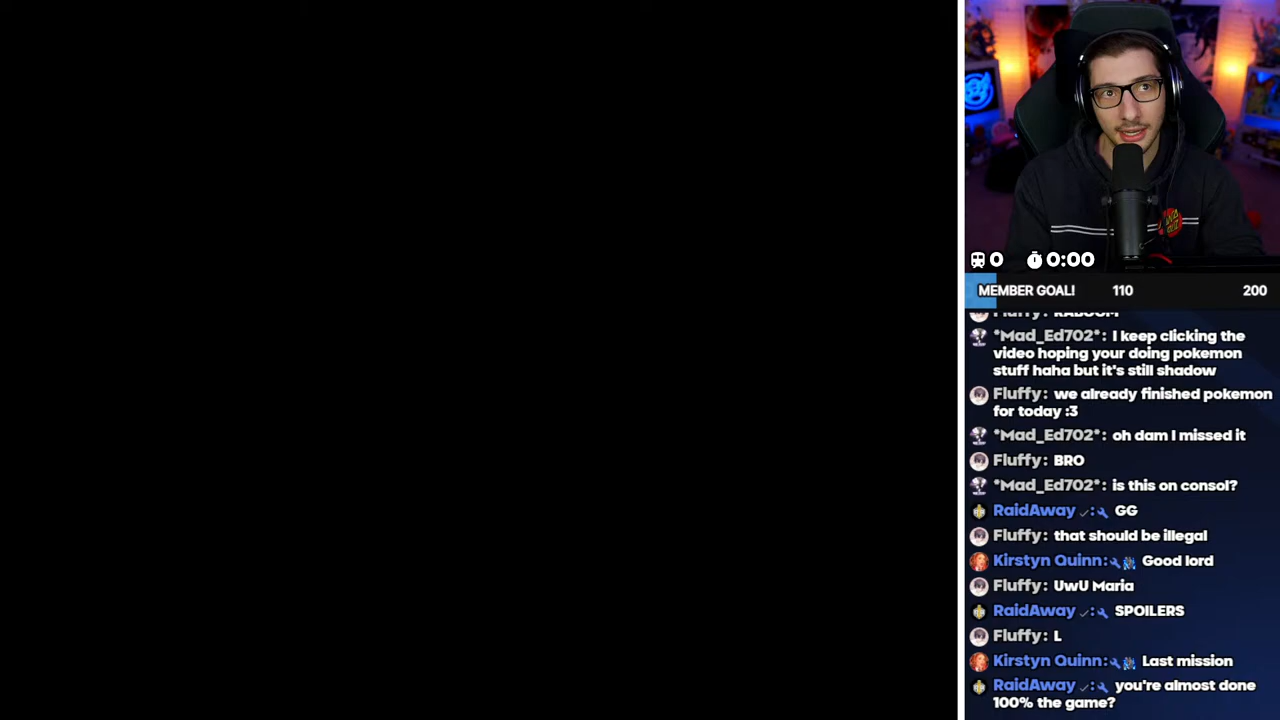 0 0:00
MEMBER GOAL! 110 200
Fluffy: KABOOM
*Mad_Ed702*: I keep clicking the
video hoping your doing pokemon
stuff haha but it's still shadow
Fluffy: we already finished pokemon
for today :3
*Mad_Ed702*: oh dam I missed it
Fluffy: BRO
*Mad_Ed702*: is this on consol?
RaidAway: GG
Fluffy: that should be illegal
Kirstyn Quinn: Good lord
Fluffy: UwU Maria
RaidAway: SPOILERS
Fluffy: L
Kirstyn Quinn: Last mission
RaidAway: you're almost done
100% the game?